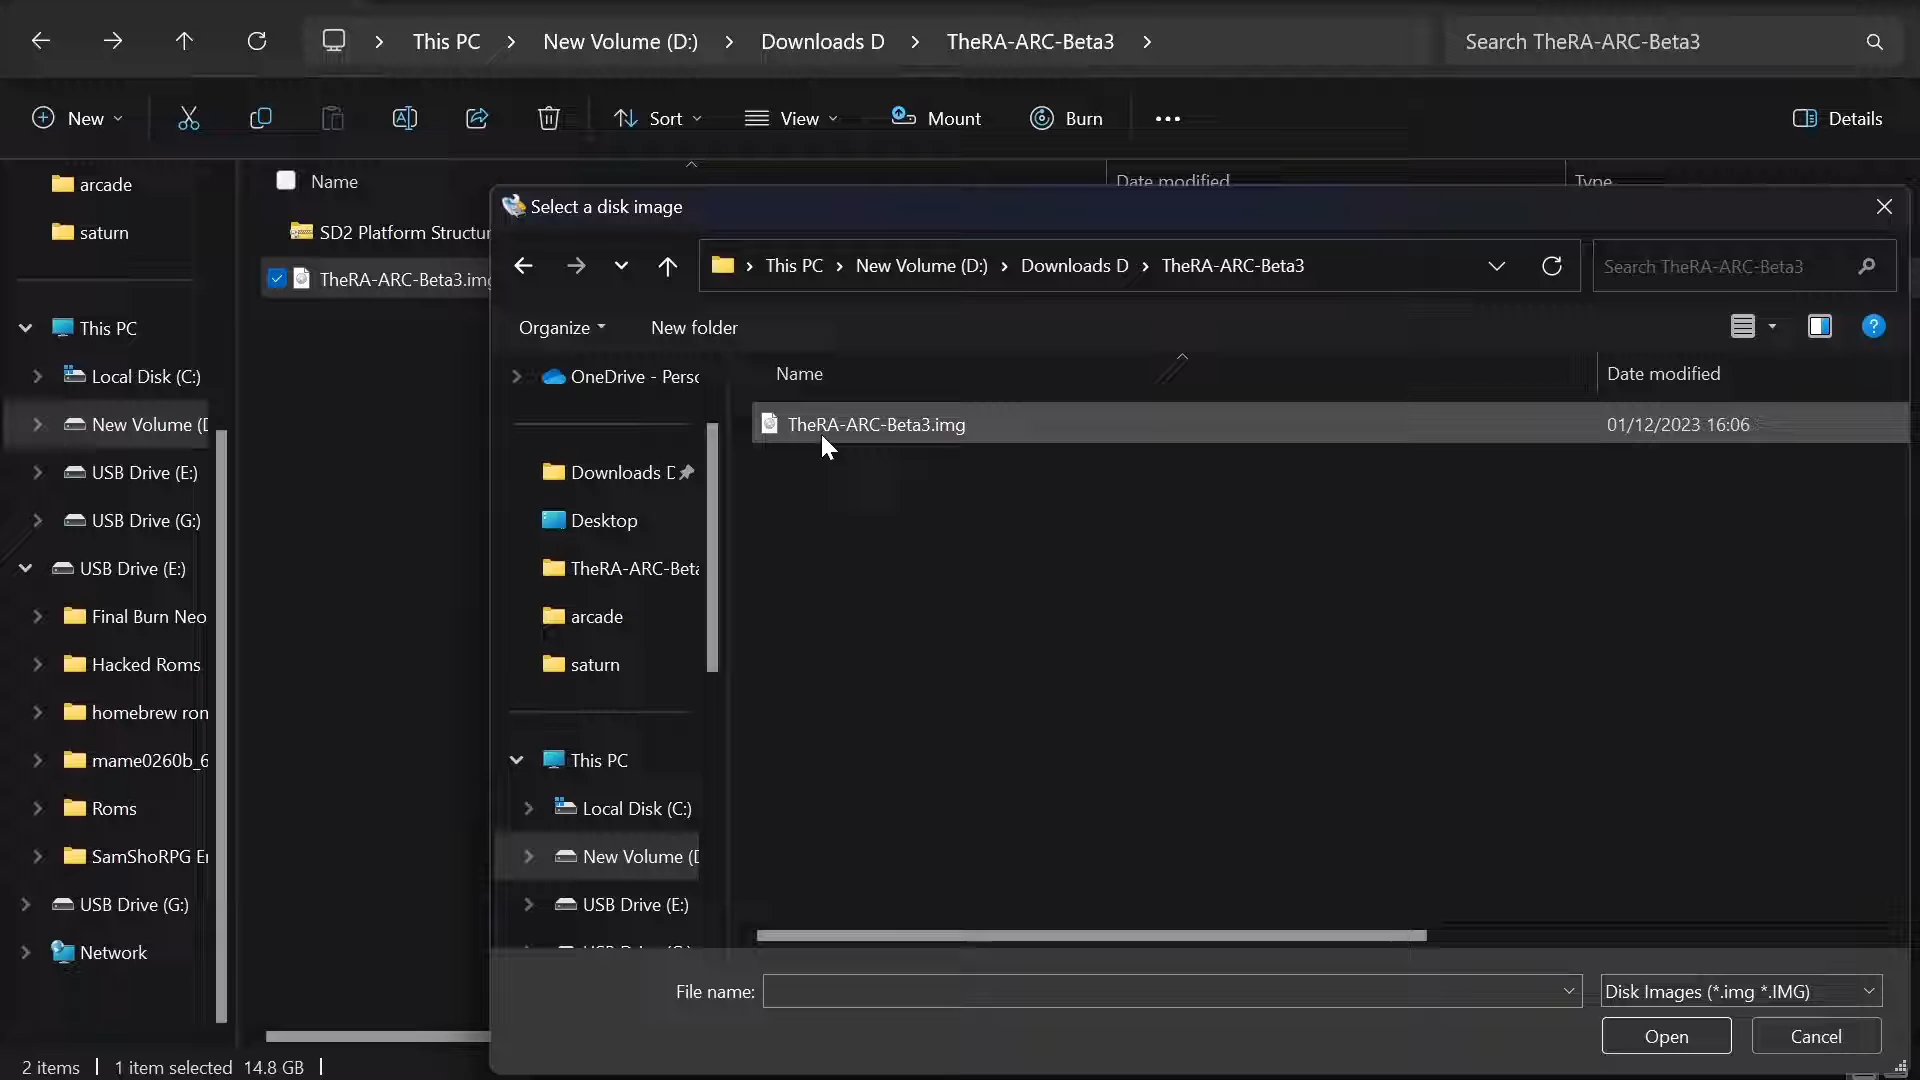 This PC > New Volume (D:) > Downloads D > TheRA-ARC-Beta3 >
Search TheRA-ARC-Beta3
New
Sort
View
Mount
Burn
Details
arcade
saturn
This PC
Local Disk (C:)
New Volume (D
USB Drive (E:)
USB Drive (G:)
USB Drive (E:)
Final Burn Neo
Hacked Roms
homebrew ron
mame0260b_6
Roms
SamShoRPG En
USB Drive (G:)
Network
Name
Date modified
Type
SD2 Platform Structur
TheRA-ARC-Beta3.img
Select a disk image
This PC > New Volume (D:) > Downloads D > TheRA-ARC-Beta3
Search TheRA-ARC-Beta3
Organize
New folder
OneDrive - Perso
Downloads D
Desktop
TheRA-ARC-Beta
arcade
saturn
This PC
Local Disk (C:)
New Volume (D
USB Drive (E:)
Name
Date modified
TheRA-ARC-Beta3.img
01/12/2023 16:06
File name:
Disk Images (*.img *.IMG)
Open
Cancel
2 items
1 item selected 14.8 GB